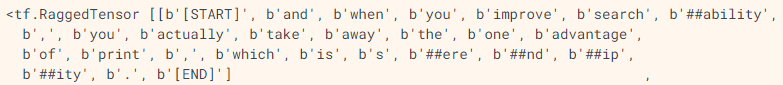 <tf.RaggedTensor [[b'[START]', b'and', b'when', b'you', b'improve', b'search', b'##ability',
b',', b'you', b'actually', b'take', b'away', b'the', b'one', b'advantage',
b'of', b'print', b',', b'which', b'is', b's', b'##ere', b'##nd', b'##ip',
b'##ity', b'.', b'[END]'] ,